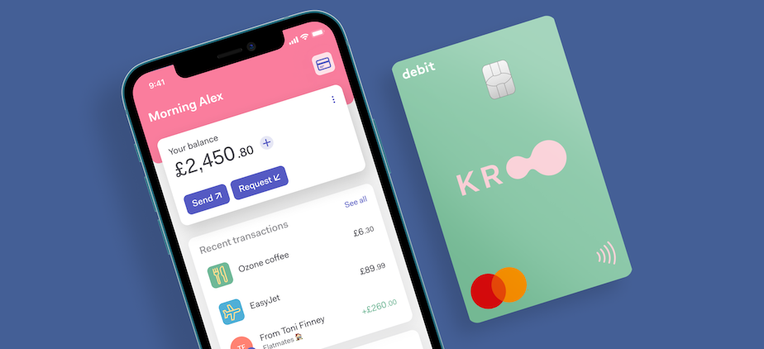 9:41
Morning Alex
Your balance
£2,450.80
Send
Request
Recent transactions
See all
Ozone coffee
£6.30
EasyJet
£89.99
TF
From Toni Finney
+£260.00
Flatmates
debit
KR